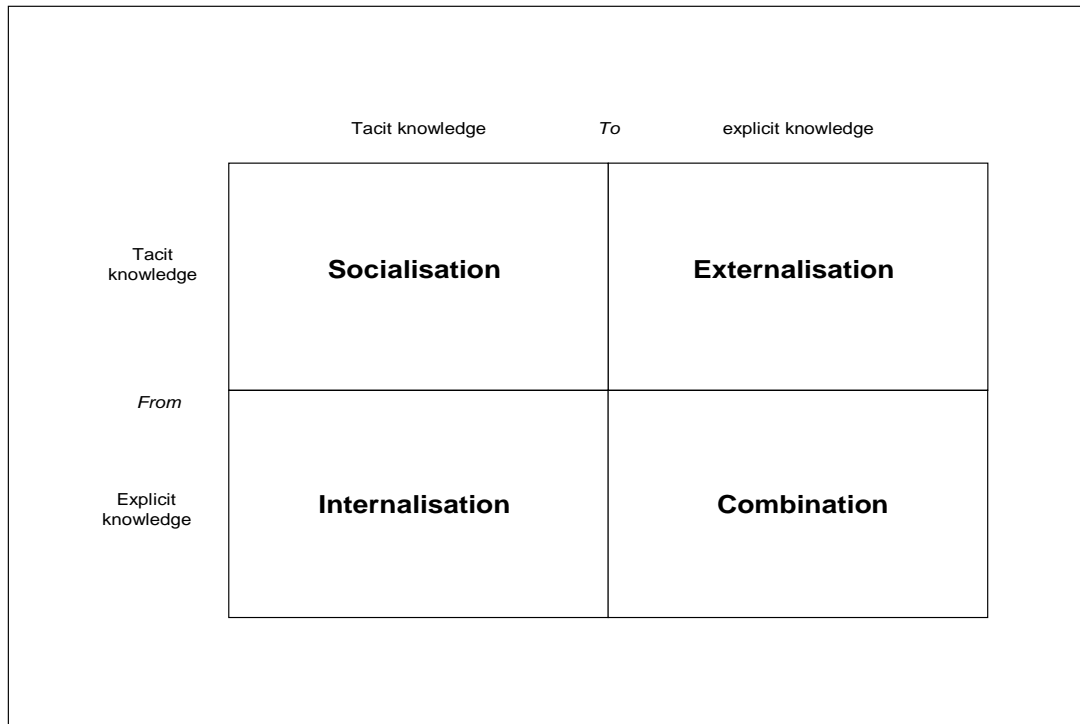 Tacit knowledge To explicit knowledge
Tacit
knowledge
Socialisation Externalisation
From
Explicit
knowledge
Internalisation Combination